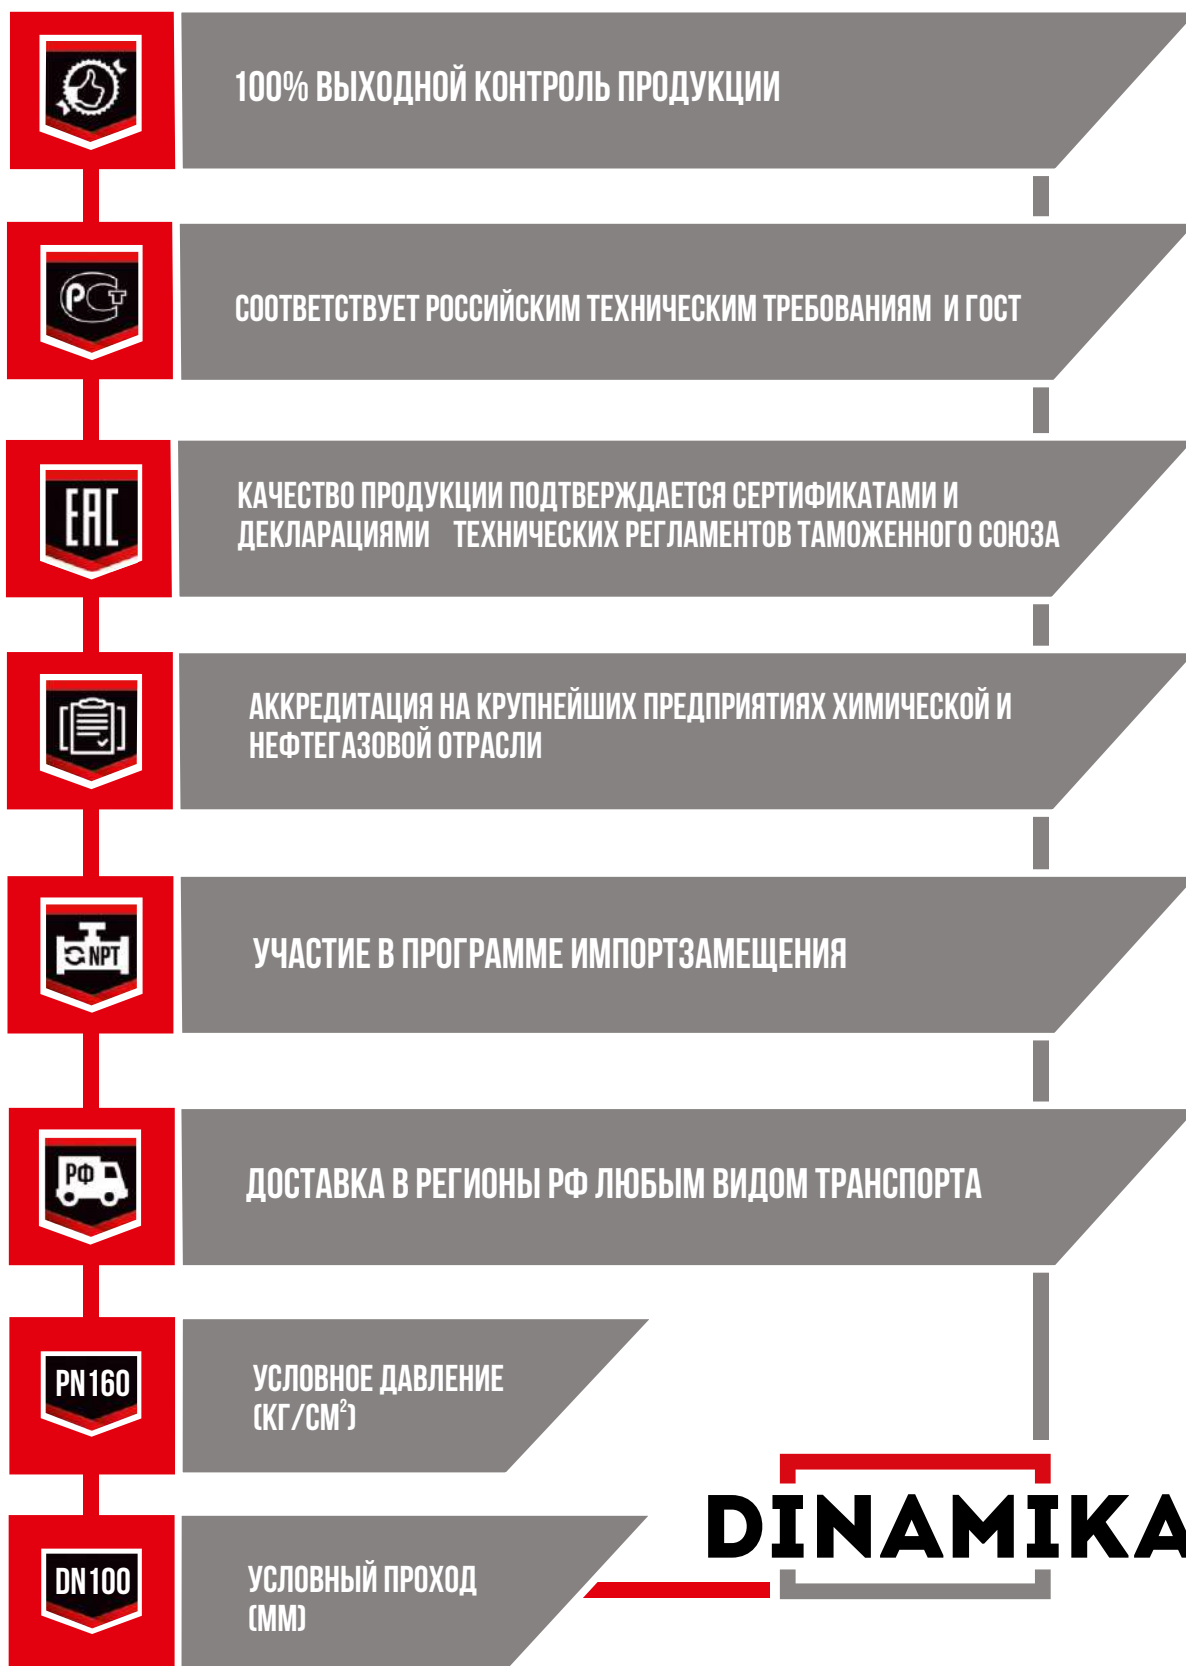 100% ВЫХОДНОЙ КОНТРОЛЬ ПРОДУКЦИИ
РСТ
СООТВЕТСТВУЕТ РОССИЙСКИМ ТЕХНИЧЕСКИМ ТРЕБОВАНИЯМ И ГОСТ
EAC
КАЧЕСТВО ПРОДУКЦИИ ПОДТВЕРЖДАЕТСЯ СЕРТИФИКАТАМИ И
ДЕКЛАРАЦИЯМИ ТЕХНИЧЕСКИХ РЕГЛАМЕНТОВ ТАМОЖЕННОГО СОЮЗА
АККРЕДИТАЦИЯ НА КРУПНЕЙШИХ ПРЕДПРИЯТИЯХ ХИМИЧЕСКОЙ И
НЕФТЕГАЗОВОЙ ОТРАСЛИ
NPT
УЧАСТИЕ В ПРОГРАММЕ ИМПОРТЗАМЕЩЕНИЯ
РФ
ДОСТАВКА В РЕГИОНЫ РФ ЛЮБЫМ ВИДОМ ТРАНСПОРТА
PN160
УСЛОВНОЕ ДАВЛЕНИЕ
(КГ/СМ²)
DINAMIKA
DN100
УСЛОВНЫЙ ПРОХОД
(ММ)